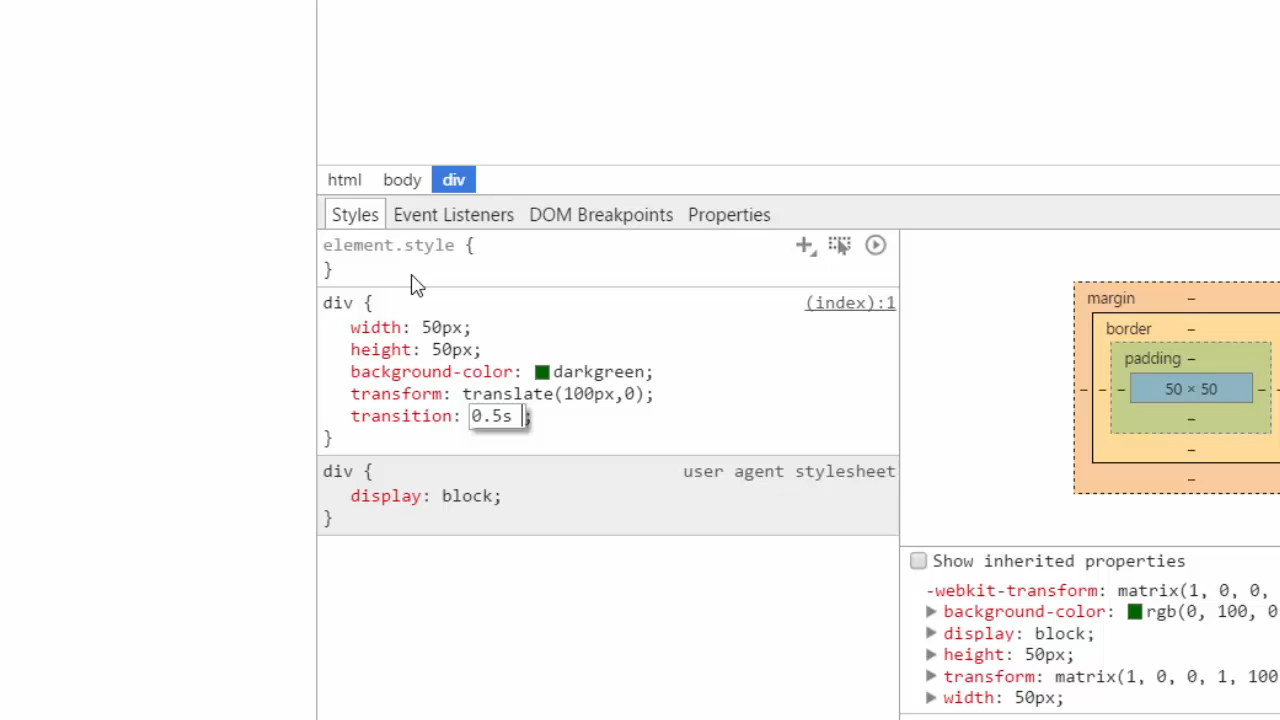 html body div
Styles Event Listeners DOM Breakpoints Properties
element.style {
}
div { (index):1
width: 50px;
height: 50px;
background-color: darkgreen;
transform: translate(100px,0);
transition: 0.5s ;
}
div { user agent stylesheet
display: block;
}
margin –
border –
padding –
– – – 50 × 50 – –
–
–
–
Show inherited properties
-webkit-transform: matrix(1, 0, 0,
background-color: rgb(0, 100, 0
display: block;
height: 50px;
transform: matrix(1, 0, 0, 1, 100
width: 50px;